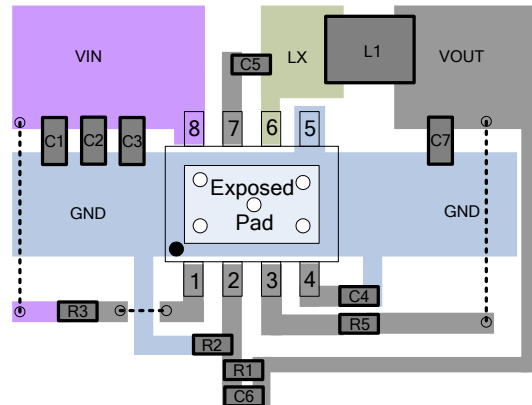 VIN
LX
L1
VOUT
C5
C1
C2
C3
8
7
6
5
C7
GND
Exposed
Pad
GND
1
2
3
4
C4
R3
R5
R2
R1
C6